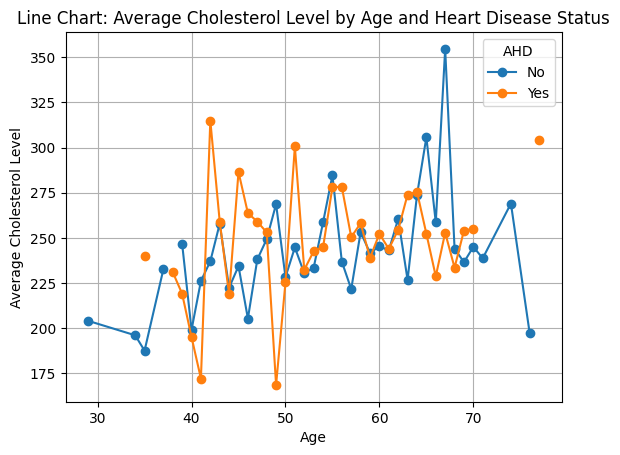 Line Chart: Average Cholesterol Level by Age and Heart Disease Status
350
325
300
275
250
225
200
175
Average Cholesterol Level
AHD
No
Yes
30 40 50 60 70
Age